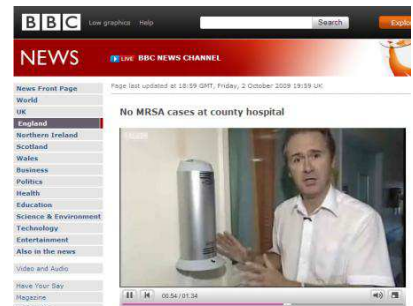 BBC Low graphics Help Search Explo
NEWS LIVE BBC NEWS CHANNEL
Page last updated at 18:59 GMT, Friday, 2 October 2009 19:59 UK
No MRSA cases at county hospital
News Front Page
World
UK
England
Northern Ireland
Scotland
Wales
Business
Politics
Health
Education
Science & Environment
Technology
Entertainment
Also in the news
Video and Audio
Have Your Say
Magazine
00:54 / 01:34